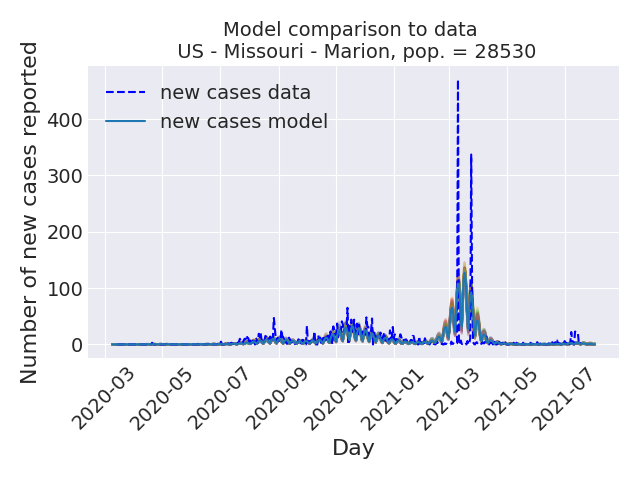 Model comparison to data
US - Missouri - Marion, pop. = 28530
Number of new cases reported
new cases data
new cases model
400
300
200
100
0
2020-03
2020-05
2020-07
2020-09
2020-11
2021-01
2021-03
2021-05
2021-07
Day